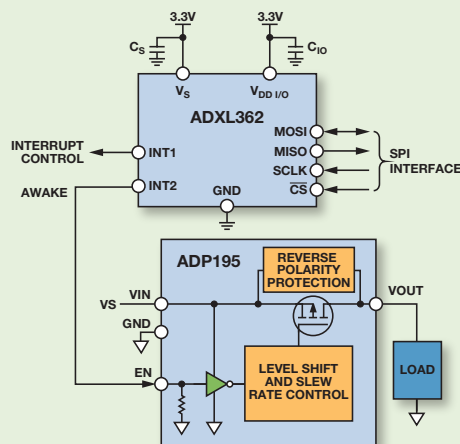 3.3V
3.3V
CS
CIO
VS
VDD I/O
ADXL362
MOSI
MISO
SCLK
CS
SPI
INTERFACE
INTERRUPT
CONTROL
INT1
AWAKE
INT2
GND
ADP195
REVERSE
POLARITY
PROTECTION
VS
VIN
VOUT
GND
EN
LEVEL SHIFT
AND SLEW
RATE CONTROL
LOAD